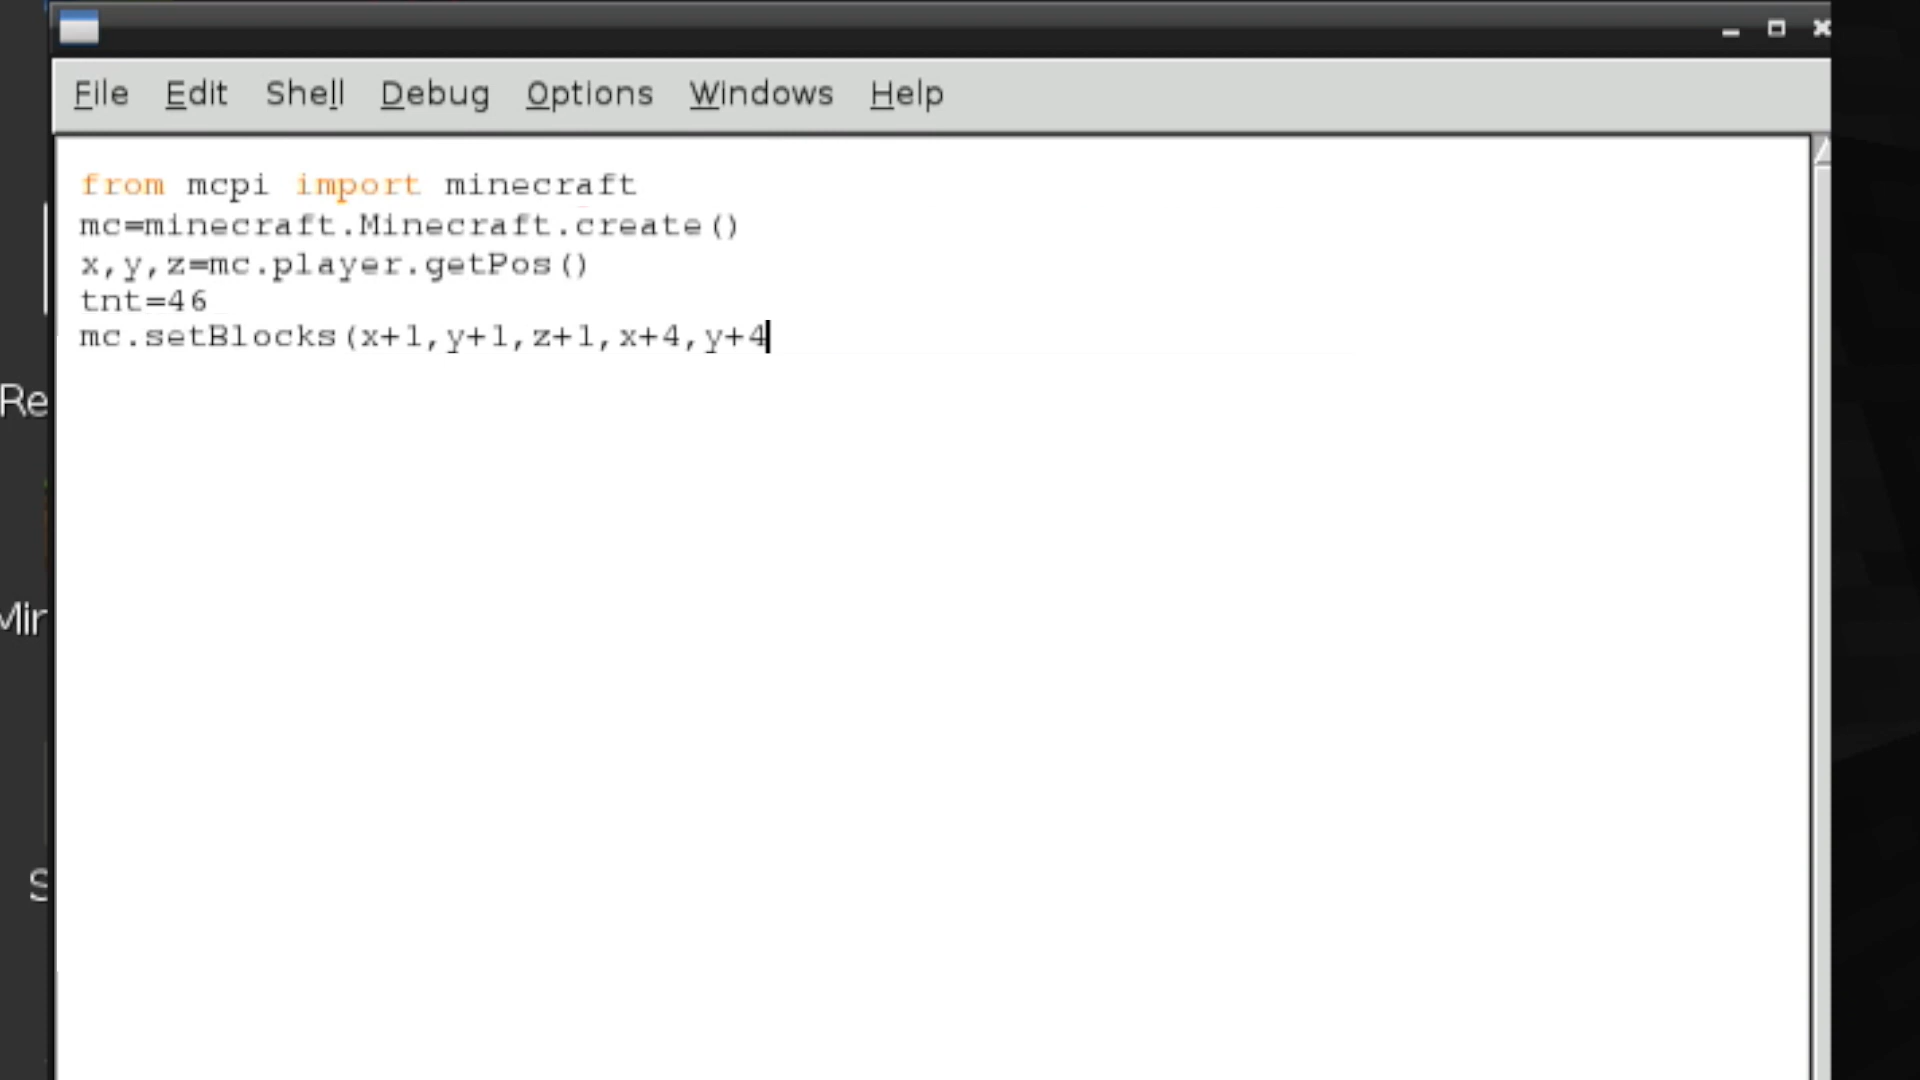 File Edit Shell Debug Options Windows Help
from mcpi import minecraft
mc=minecraft.Minecraft.create()
x,y,z=mc.player.getPos()
tnt=46
mc.setBlocks(x+1,y+1,z+1,x+4,y+4
Re
Min
S